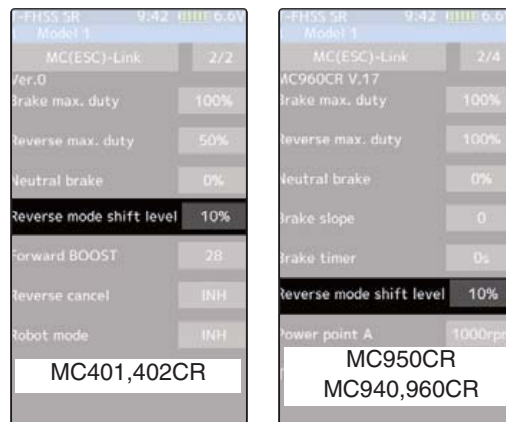 T-FHSS SR 9:42 6.6V
Model 1
MC(ESC)-Link 2/2
Ver.0
Brake max. duty 100%
Reverse max. duty 50%
Neutral brake 0%
Reverse mode shift level 10%
Forward BOOST 28
Reverse cancel INH
Robot mode INH
MC401,402CR
T-FHSS SR 9:42 6.6V
Model 1
MC(ESC)-Link 2/4
MC960CR V.17
Brake max. duty 100%
Reverse max. duty 100%
Neutral brake 0%
Brake slope 0
Brake timer 0s
Reverse mode shift level 10%
Power point A 1000rpm
MC950CR
MC940,960CR